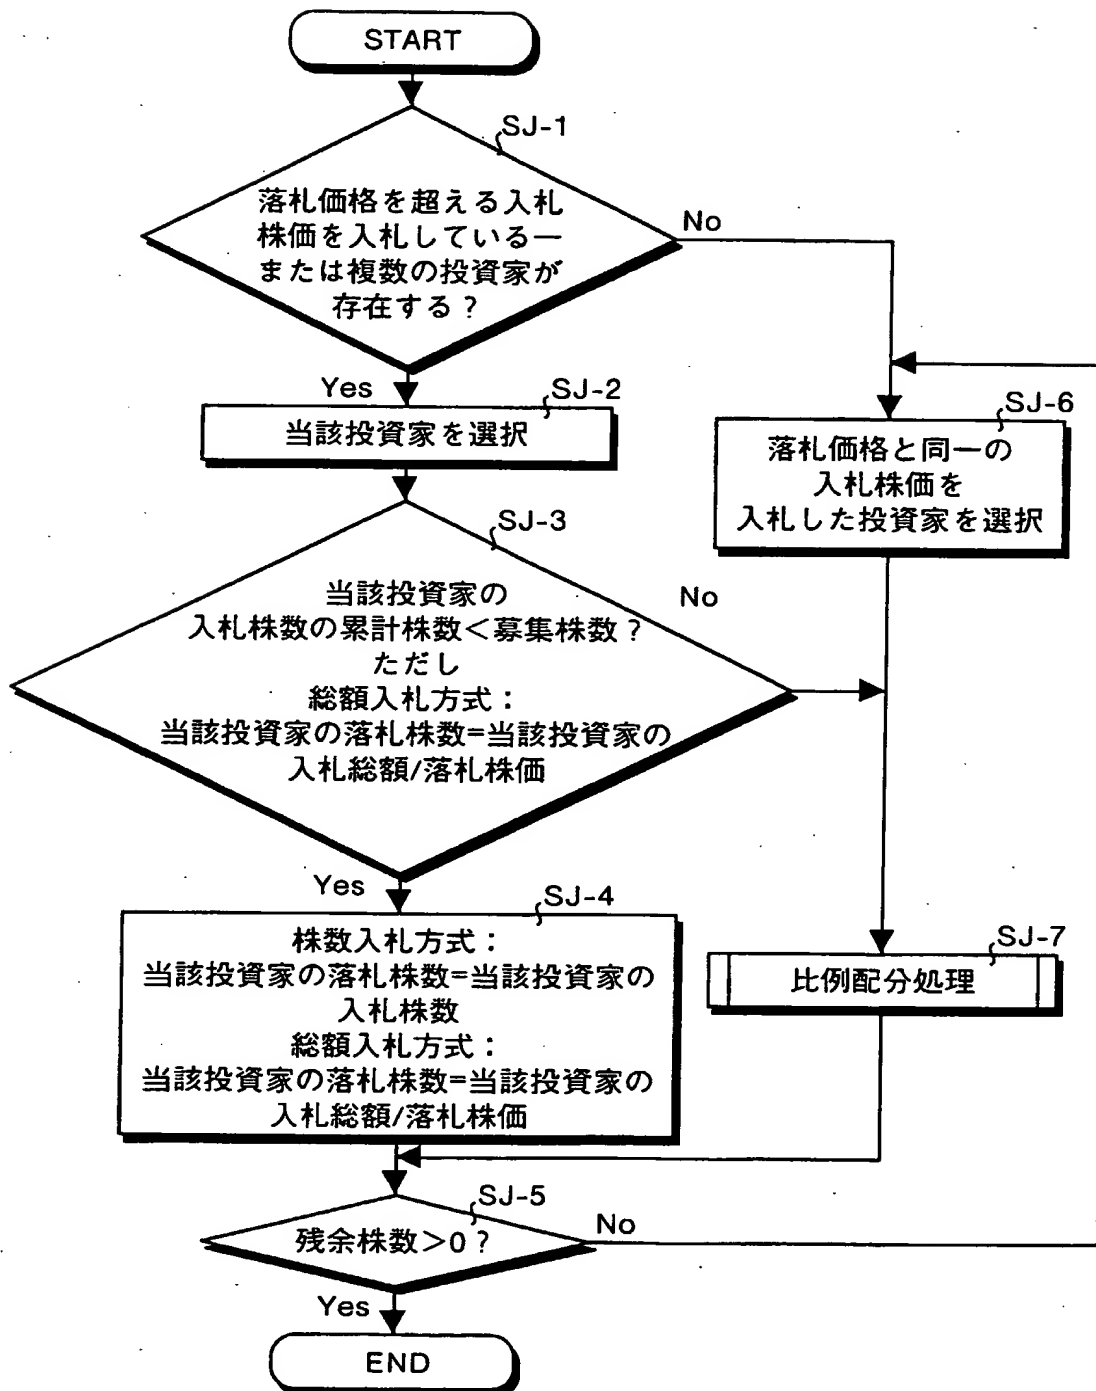 START
SJ-1
落札価格を超える入札
株価を入札している一
または複数の投資家が
存在する?
No
Yes
SJ-2
当該投資家を選択
SJ-6
落札価格と同一の
入札株価を
入札した投資家を選択
SJ-3
当該投資家の
入札株数の累計株数<募集株数?
ただし
総額入札方式:
当該投資家の落札株数=当該投資家の
入札総額/落札株価
No
Yes
SJ-4
株数入札方式:
当該投資家の落札株数=当該投資家の
入札株数
総額入札方式:
当該投資家の落札株数=当該投資家の
入札総額/落札株価
SJ-7
比例配分処理
SJ-5
残余株数>0?
No
Yes
END